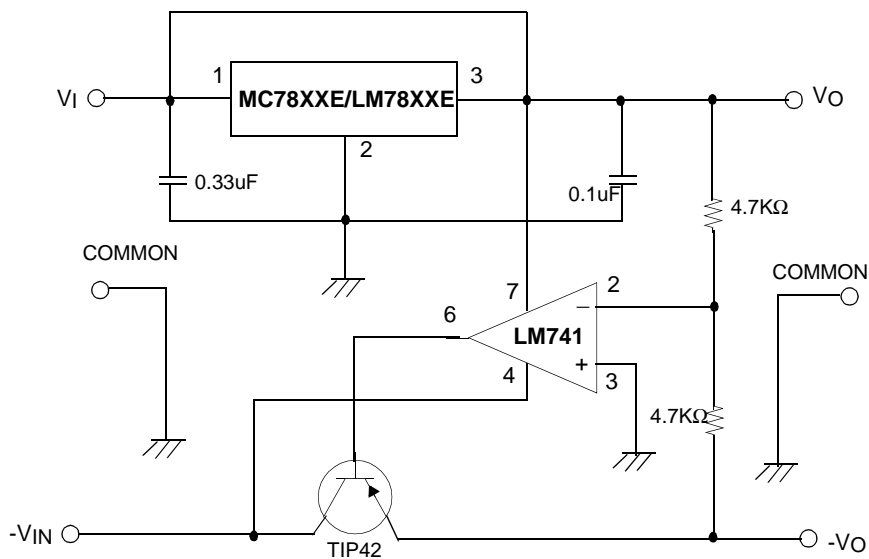 1
MC78XXE/LM78XXE
3
VI
VO
2
0.33uF
0.1uF
4.7KΩ
COMMON
COMMON
7
2
6
−
LM741
+
4
3
4.7KΩ
-VIN
TIP42
-VO